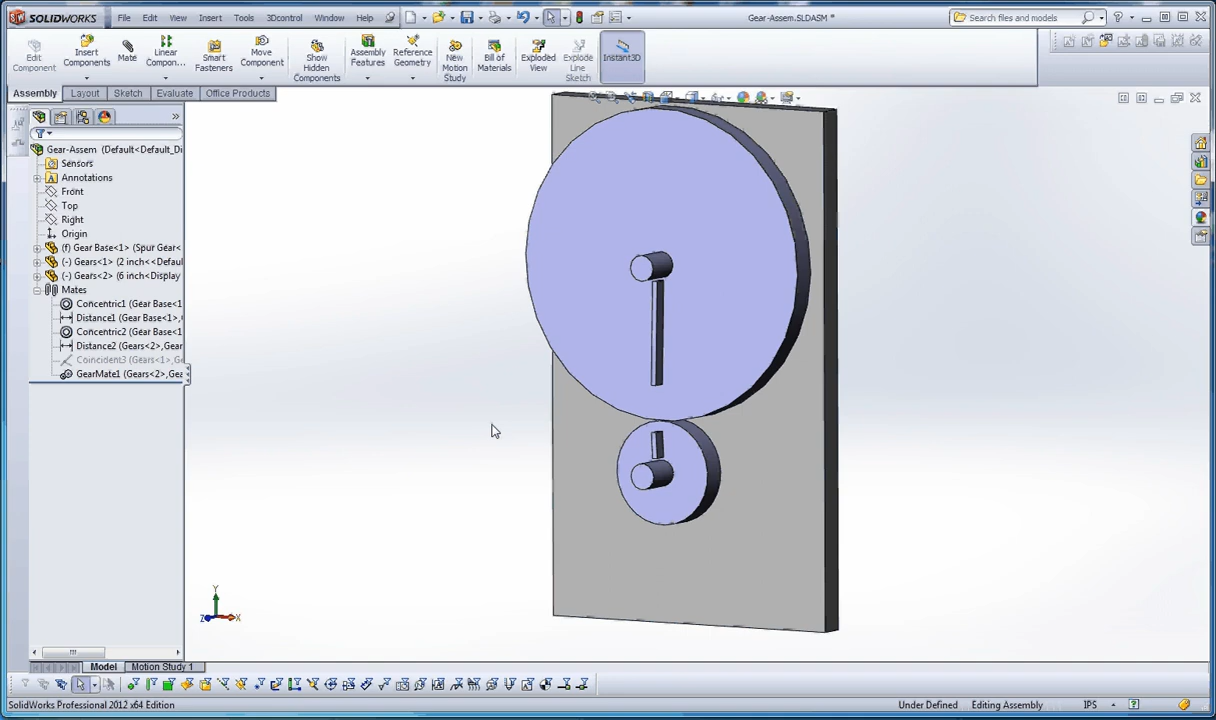 SOLIDWORKS File Edit View Insert Tools 3Dcontrol Window Help Gear-Assem.SLDASM * Search files and models
Edit Component
Insert Components
Mate
Linear Compon...
Smart Fasteners
Move Component
Show Hidden Components
Assembly Features
Reference Geometry
New Motion Study
Bill of Materials
Exploded View
Explode Line Sketch
Instant3D
Assembly Layout Sketch Evaluate Office Products
Gear-Assem (Default<Default_Di
Sensors
Annotations
Front
Top
Right
Origin
(f) Gear Base<1> (Spur Gear<
(-) Gears<1> (2 inch<<Defaul
(-) Gears<2> (6 inch<Display
Mates
Concentric1 (Gear Base<1
Distance1 (Gear Base<1>,
Concentric2 (Gear Base<1
Distance2 (Gears<2>,Gear
Coincident3 (Gears<1>,Ge
GearMate1 (Gears<2>,Gea
Y
Z X
Model Motion Study 1
SolidWorks Professional 2012 x64 Edition Under Defined Editing Assembly IPS